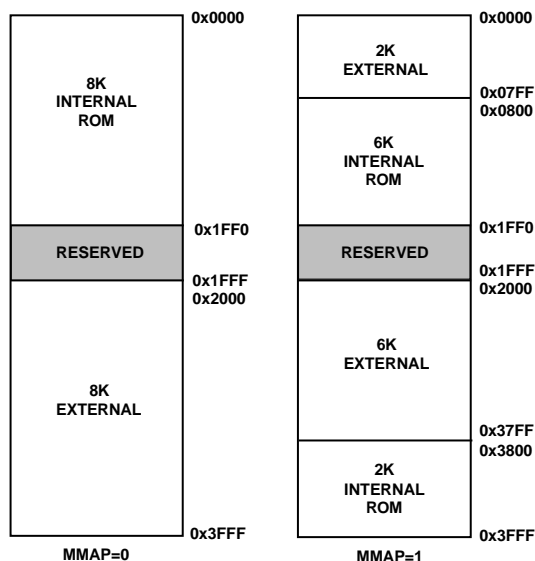 0x0000
8K
INTERNAL
ROM
0x1FF0
RESERVED
0x1FFF
0x2000
8K
EXTERNAL
0x3FFF
MMAP=0
0x0000
2K
EXTERNAL
0x07FF
0x0800
6K
INTERNAL
ROM
0x1FF0
RESERVED
0x1FFF
0x2000
6K
EXTERNAL
0x37FF
0x3800
2K
INTERNAL
ROM
0x3FFF
MMAP=1